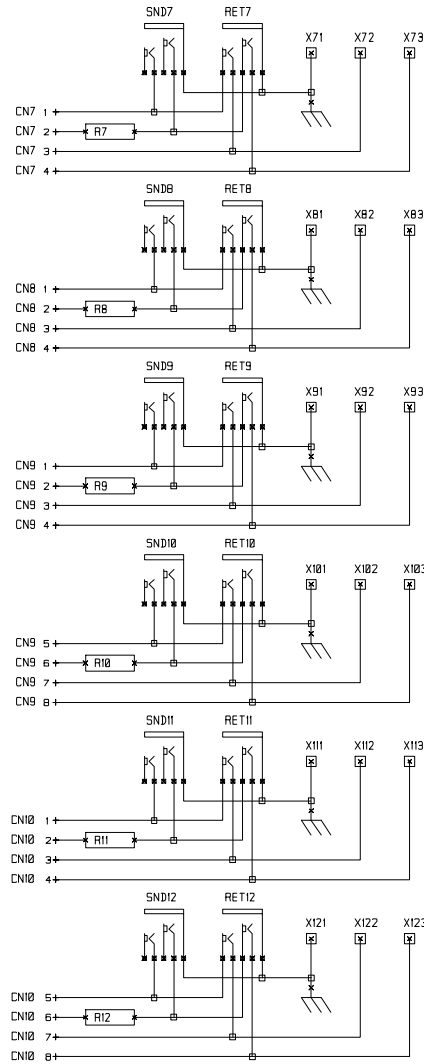 SND7 RET7 X71 X72 X73
CN7 1
CN7 2 R7
CN7 3
CN7 4
SND8 RET8 X81 X82 X83
CN8 1
CN8 2 R8
CN8 3
CN8 4
SND9 RET9 X91 X92 X93
CN9 1
CN9 2 R9
CN9 3
CN9 4
SND10 RET10 X101 X102 X103
CN9 5
CN9 6 R10
CN9 7
CN9 8
SND11 RET11 X111 X112 X113
CN10 1
CN10 2 R11
CN10 3
CN10 4
SND12 RET12 X121 X122 X123
CN10 5
CN10 6 R12
CN10 7
CN10 8